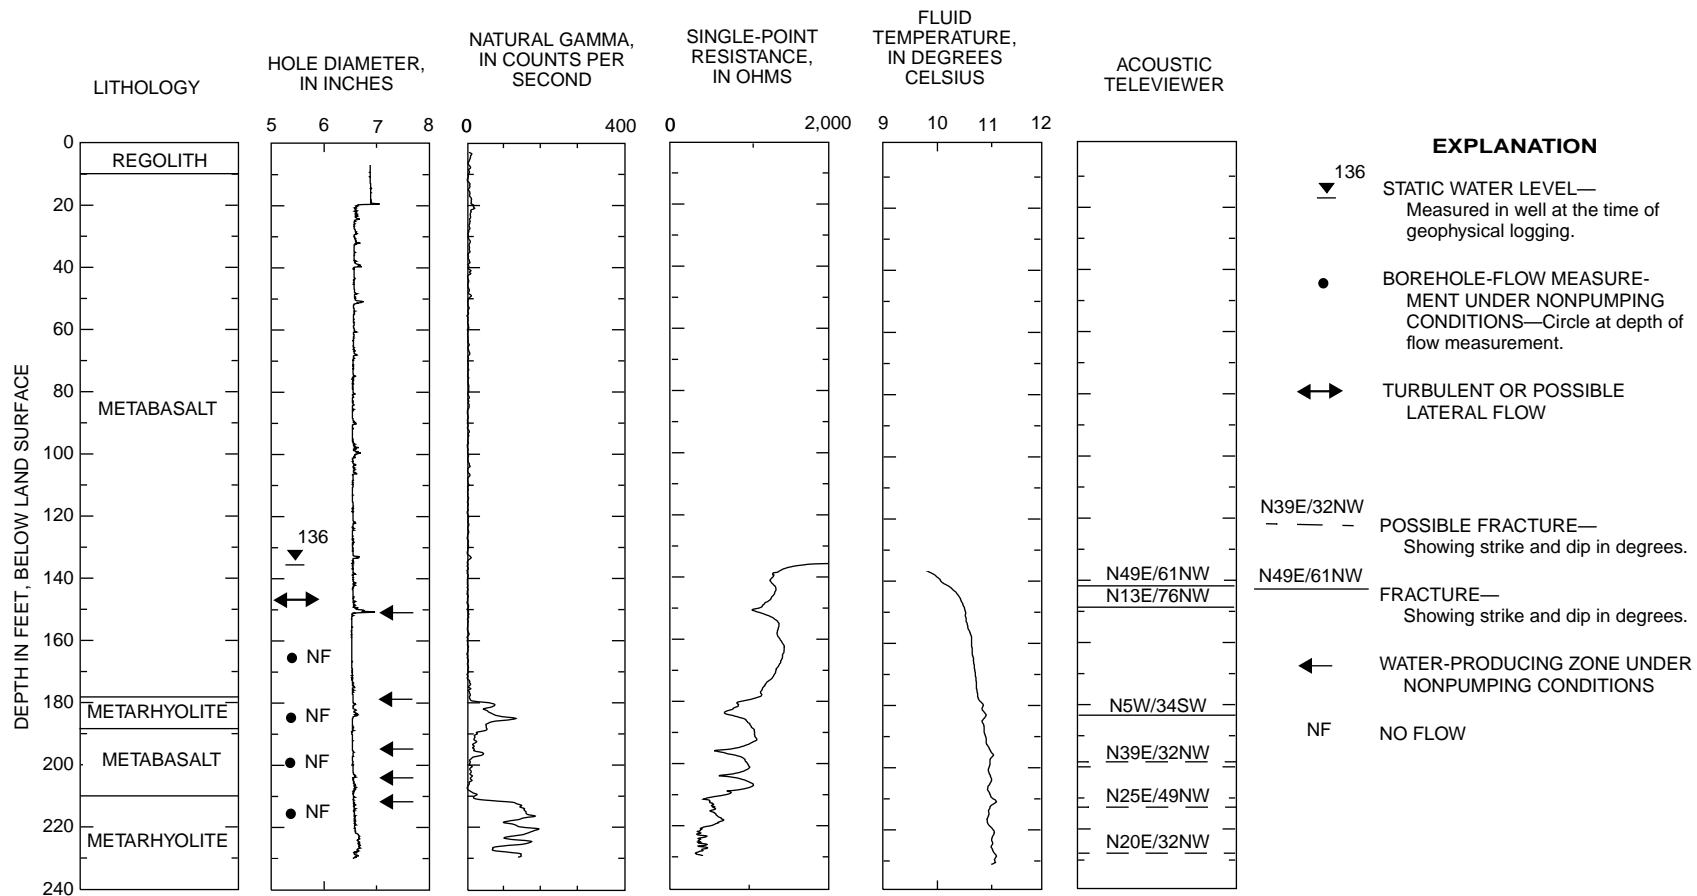 LITHOLOGY
HOLE DIAMETER,
IN INCHES
NATURAL GAMMA,
IN COUNTS PER
SECOND
SINGLE-POINT
RESISTANCE,
IN OHMS
FLUID
TEMPERATURE,
IN DEGREES
CELSIUS
ACOUSTIC
TELEVIEWER
5 6 7 8
0 400
0 2,000
9 10 11 12
DEPTH IN FEET, BELOW LAND SURFACE
0
20
40
60
80
100
120
140
160
180
200
220
240
REGOLITH
METABASALT
METARHYOLITE
METABASALT
METARHYOLITE
136
NF
NF
NF
NF
N49E/61NW
N13E/76NW
N5W/34SW
N39E/32NW
N25E/49NW
N20E/32NW
EXPLANATION
136
STATIC WATER LEVEL—
Measured in well at the time of
geophysical logging.
BOREHOLE-FLOW MEASURE-
MENT UNDER NONPUMPING
CONDITIONS—Circle at depth of
flow measurement.
TURBULENT OR POSSIBLE
LATERAL FLOW
N39E/32NW
POSSIBLE FRACTURE—
Showing strike and dip in degrees.
N49E/61NW
FRACTURE—
Showing strike and dip in degrees.
WATER-PRODUCING ZONE UNDER
NONPUMPING CONDITIONS
NF NO FLOW